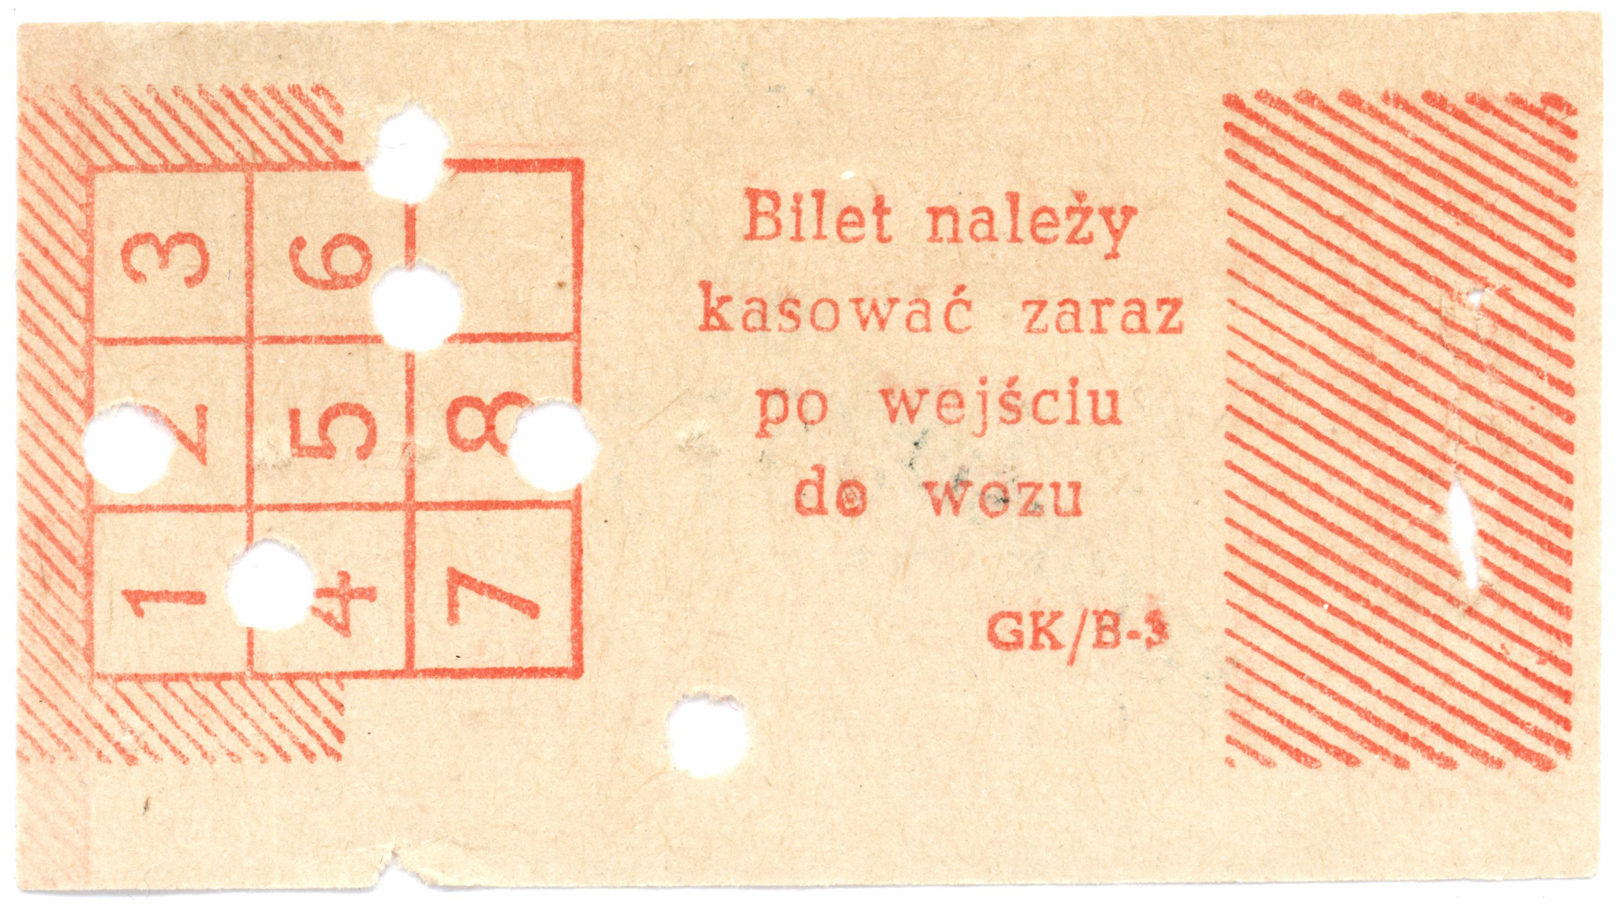 3 6
2 5 8
1 4 7
Bilet należy
kasować zaraz
po wejściu
do wozu
GK/B-3